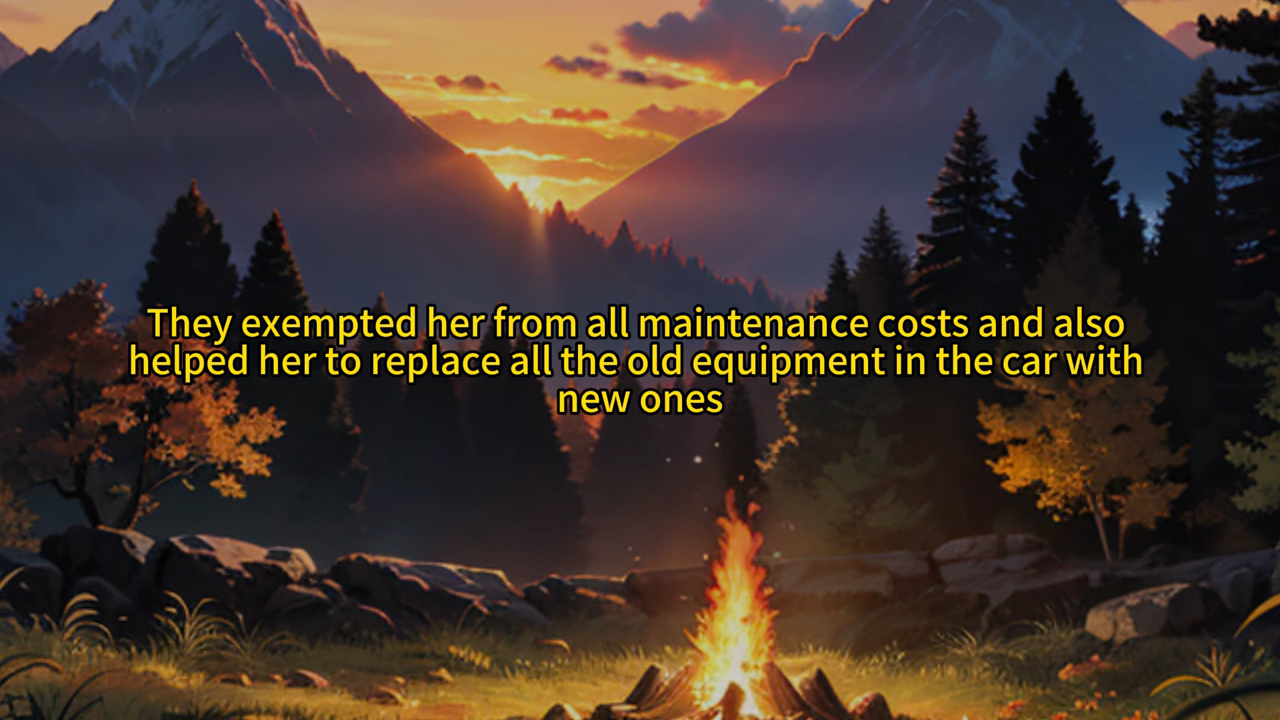 They exempted her from all maintenance costs and also
helped her to replace all the old equipment in the car with
new ones